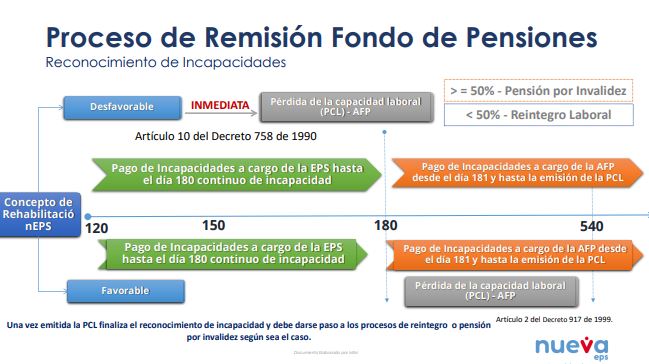 Proceso de Remisión Fondo de Pensiones
Reconocimiento de Incapacidades
Desfavorable
INMEDIATA
Pérdida de la capacidad laboral
(PCL) - AFP
> = 50% - Pensión por Invalidez
< 50% - Reintegro Laboral
Artículo 10 del Decreto 758 de 1990
Pago de Incapacidades a cargo de la EPS hasta
el día 180 continuo de incapacidad
Pago de Incapacidades a cargo de la AFP
desde el día 181 y hasta la emisión de la PCL
Concepto de
Rehabilitació
nEPS
120
150
180
540
Pago de Incapacidades a cargo de la EPS
hasta el día 180 continuo de incapacidad
Pago de Incapacidades a cargo de la AFP desde
el día 181 y hasta la emisión de la PCL
Favorable
Pérdida de la capacidad laboral
(PCL) - AFP
Artículo 2 del Decreto 917 de 1999.
Una vez emitida la PCL finaliza el reconocimiento de incapacidad y debe darse paso a los procesos de reintegro o pensión
por invalidez según sea el caso.
nueva
eps